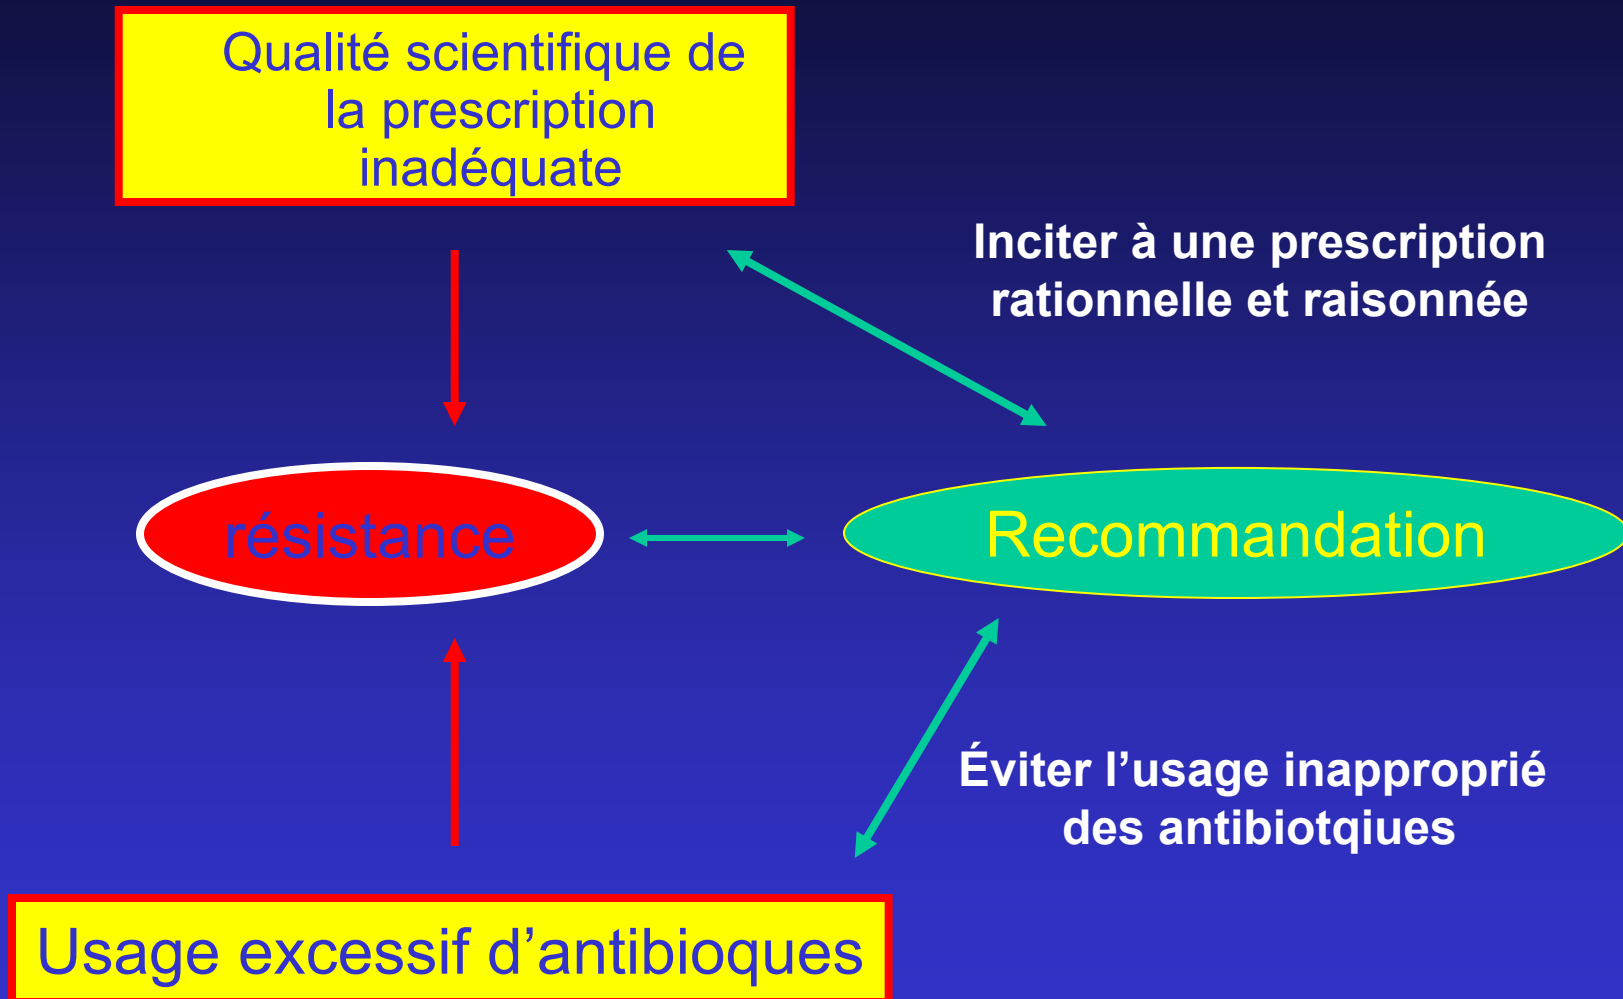 Qualité scientifique de
la prescription
inadéquate
Inciter à une prescription
rationnelle et raisonnée
résistance
Recommandation
Éviter l’usage inapproprié
des antibiotqiues
Usage excessif d’antibioques